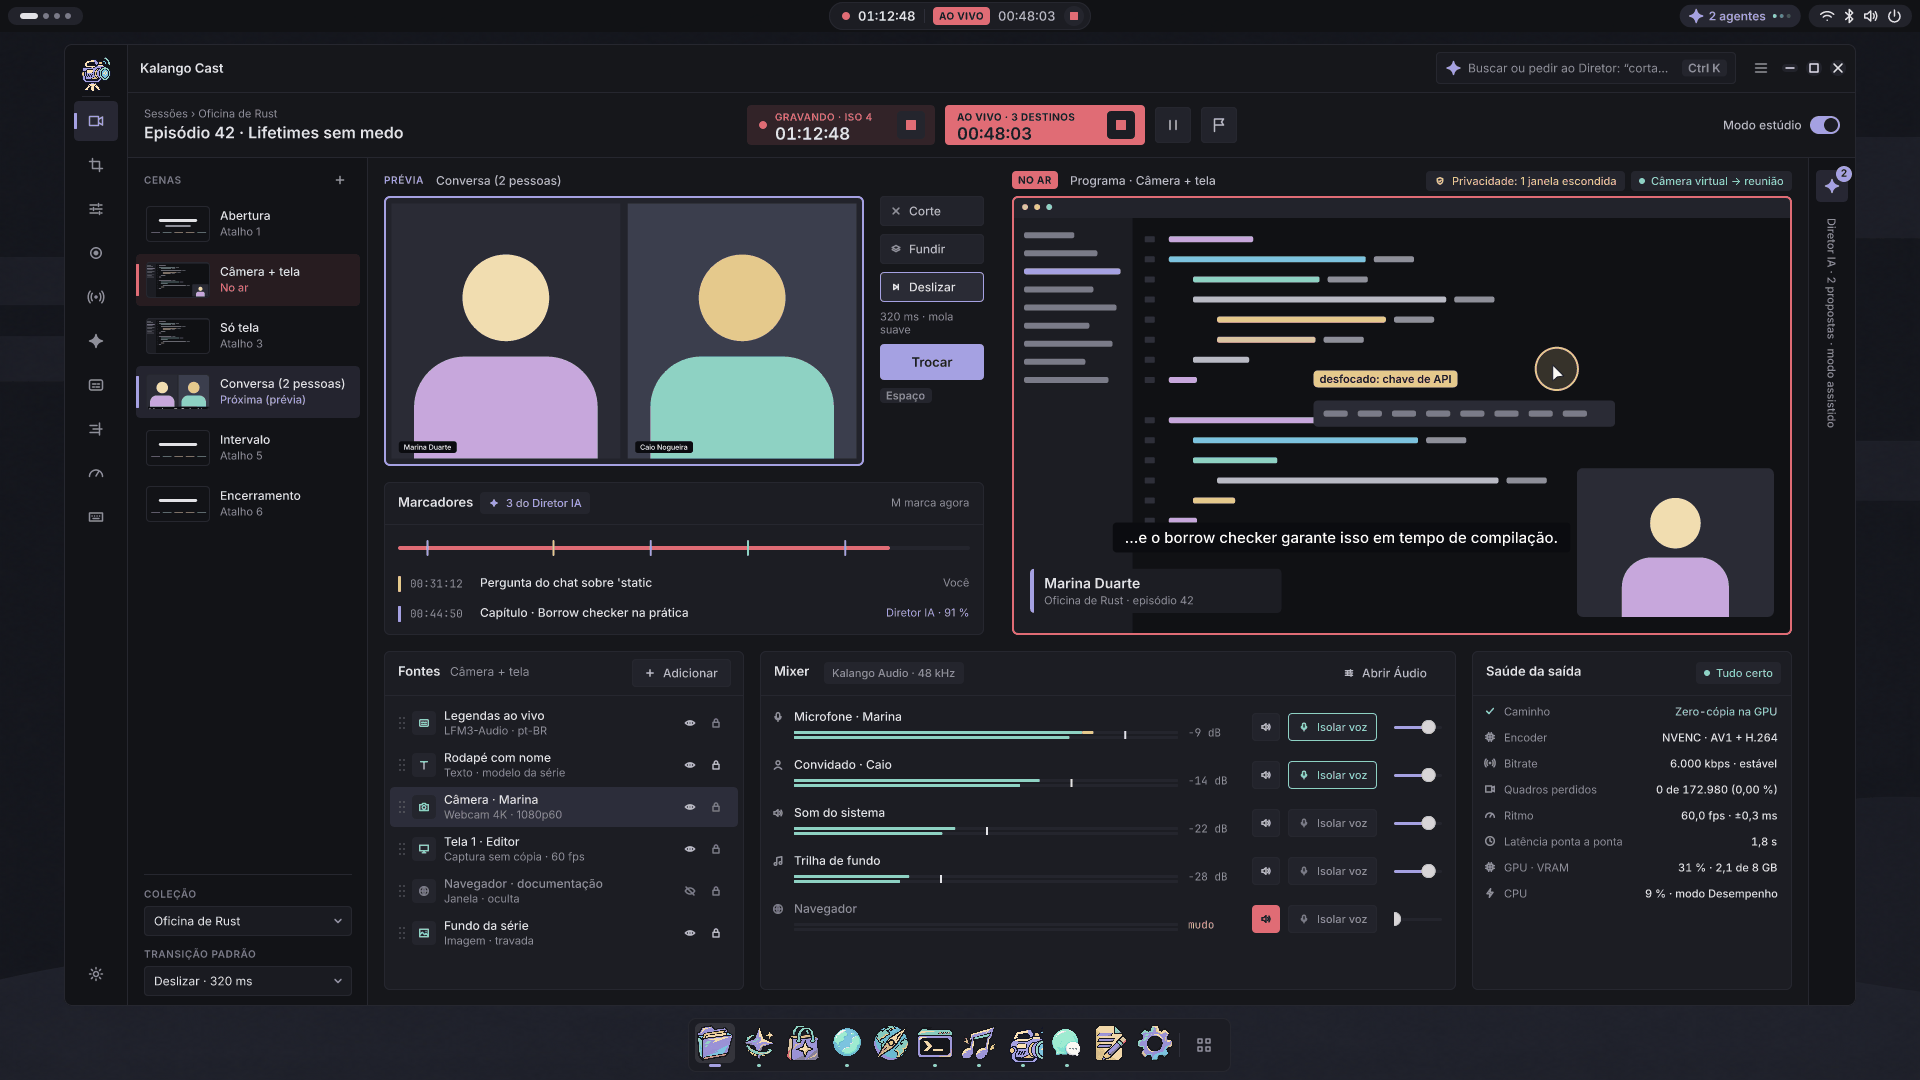 01:12:48
AO VIVO
00:48:03
2 agentes
Kalango Cast
Buscar ou pedir ao Diretor: “corta...
Ctrl K
Sessões › Oficina de Rust
Episódio 42 · Lifetimes sem medo
GRAVANDO · ISO 4
01:12:48
AO VIVO · 3 DESTINOS
00:48:03
Modo estúdio
CENAS
Abertura
Atalho 1
Câmera + tela
No ar
Só tela
Atalho 3
Conversa (2 pessoas)
Próxima (prévia)
Intervalo
Atalho 5
Encerramento
Atalho 6
COLEÇÃO
Oficina de Rust
TRANSIÇÃO PADRÃO
Deslizar · 320 ms
PRÉVIA
Conversa (2 pessoas)
Marina Duarte
Caio Nogueira
Corte
Fundir
Deslizar
320 ms · mola
suave
Trocar
Espaço
NO AR
Programa · Câmera + tela
Privacidade: 1 janela escondida
Câmera virtual → reunião
desfocado: chave de API
...e o borrow checker garante isso em tempo de compilação.
Marina Duarte
Oficina de Rust · episódio 42
2
Diretor IA · 2 propostas · modo assistido
Marcadores
3 do Diretor IA
M marca agora
00:31:12
Pergunta do chat sobre 'static
Você
00:44:50
Capítulo · Borrow checker na prática
Diretor IA · 91 %
Fontes
Câmera + tela
Adicionar
Legendas ao vivo
LFM3-Audio · pt-BR
Rodapé com nome
Texto · modelo da série
Câmera · Marina
Webcam 4K · 1080p60
Tela 1 · Editor
Captura sem cópia · 60 fps
Navegador · documentação
Janela · oculta
Fundo da série
Imagem · travada
Mixer
Kalango Audio · 48 kHz
Abrir Áudio
Microfone · Marina
-9 dB
Isolar voz
Convidado · Caio
-14 dB
Isolar voz
Som do sistema
-22 dB
Isolar voz
Trilha de fundo
-28 dB
Isolar voz
Navegador
mudo
Isolar voz
Saúde da saída
Tudo certo
Caminho
Zero-cópia na GPU
Encoder
NVENC · AV1 + H.264
Bitrate
6.000 kbps · estável
Quadros perdidos
0 de 172.980 (0,00 %)
Ritmo
60,0 fps · ±0,3 ms
Latência ponta a ponta
1,8 s
GPU · VRAM
31 % · 2,1 de 8 GB
CPU
9 % · modo Desempenho